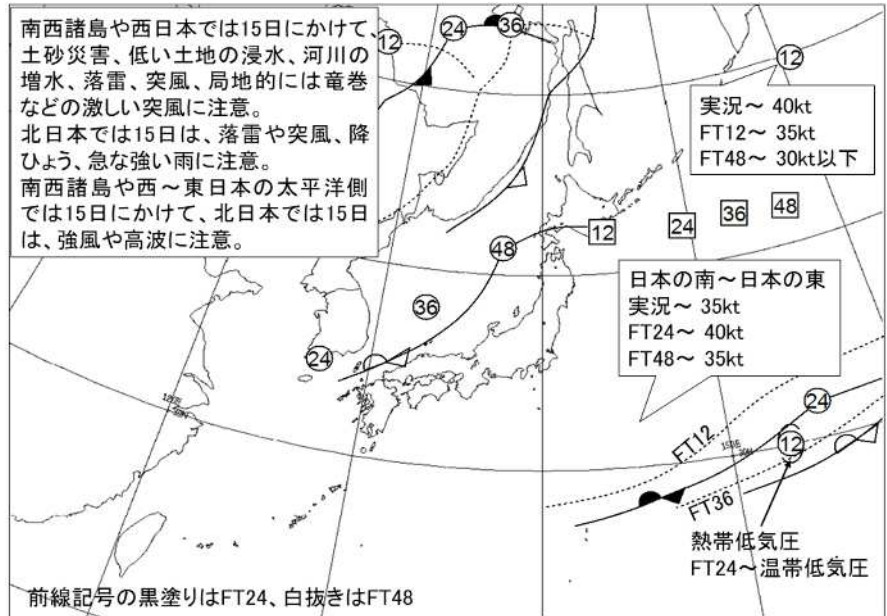 南西諸島や西日本では15日にかけて、
土砂災害、低い土地の浸水、河川の
増水、落雷、突風、局地的には竜巻
などの激しい突風に注意。
北日本では15日は、落雷や突風、降
ひょう、急な強い雨に注意。
南西諸島や西～東日本の太平洋側
では15日にかけて、北日本では15日
は、強風や高波に注意。
12
24
36
12
実況～ 40kt
FT12～ 35kt
FT48～ 30kt以下
12
24
36
48
48
36
24
日本の南～日本の東
実況～ 35kt
FT24～ 40kt
FT48～ 35kt
24
12
FT12
FT36
熱帯低気圧
FT24～温帯低気圧
前線記号の黒塗りはFT24、白抜きはFT48